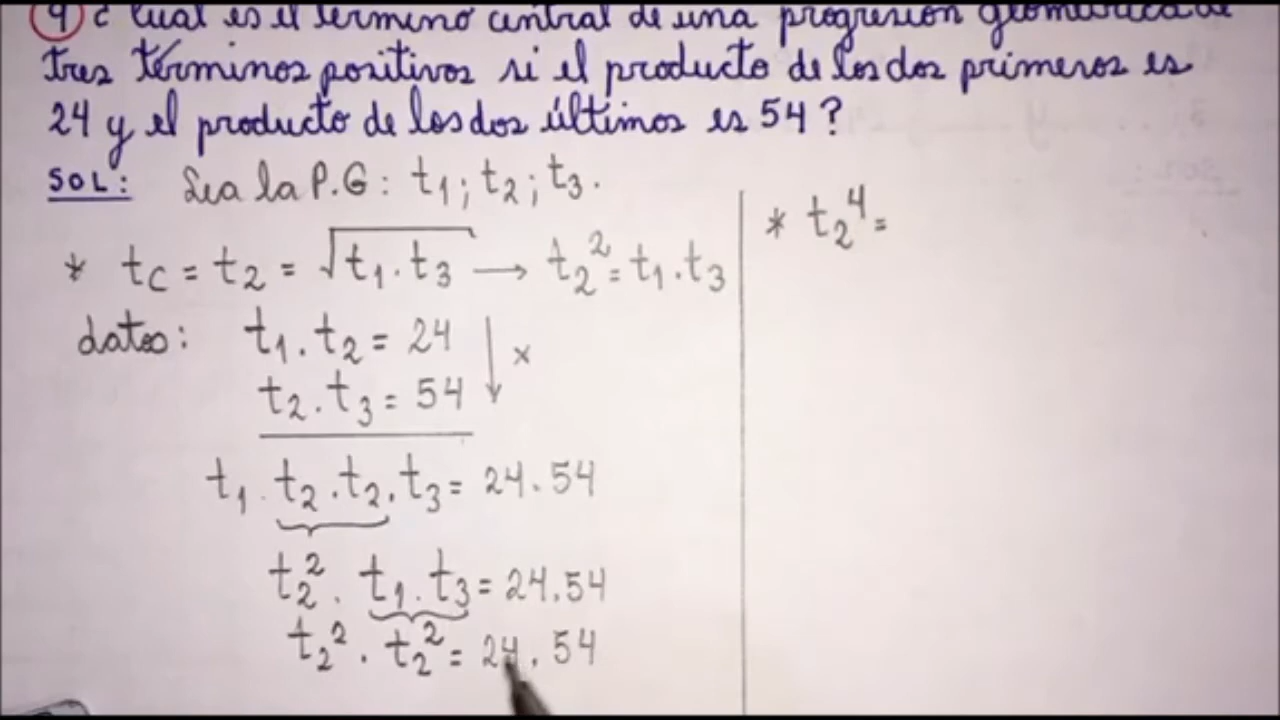 9) ¿Cual es el término central de una progresión geométrica de
tres términos positivos si el producto de los dos primeros es
24 y el producto de los dos últimos es 54?
SOL: Sea la P.G: t₁; t₂; t₃.
* t_c = t₂ = √(t₁.t₃) → t₂² = t₁.t₃
datos: t₁.t₂ = 24
t₂.t₃ = 54 ↓ x
t₁.t₂.t₂.t₃ = 24.54
t₂².t₁.t₃ = 24.54
t₂².t₂² = 24.54
* t₂⁴ =